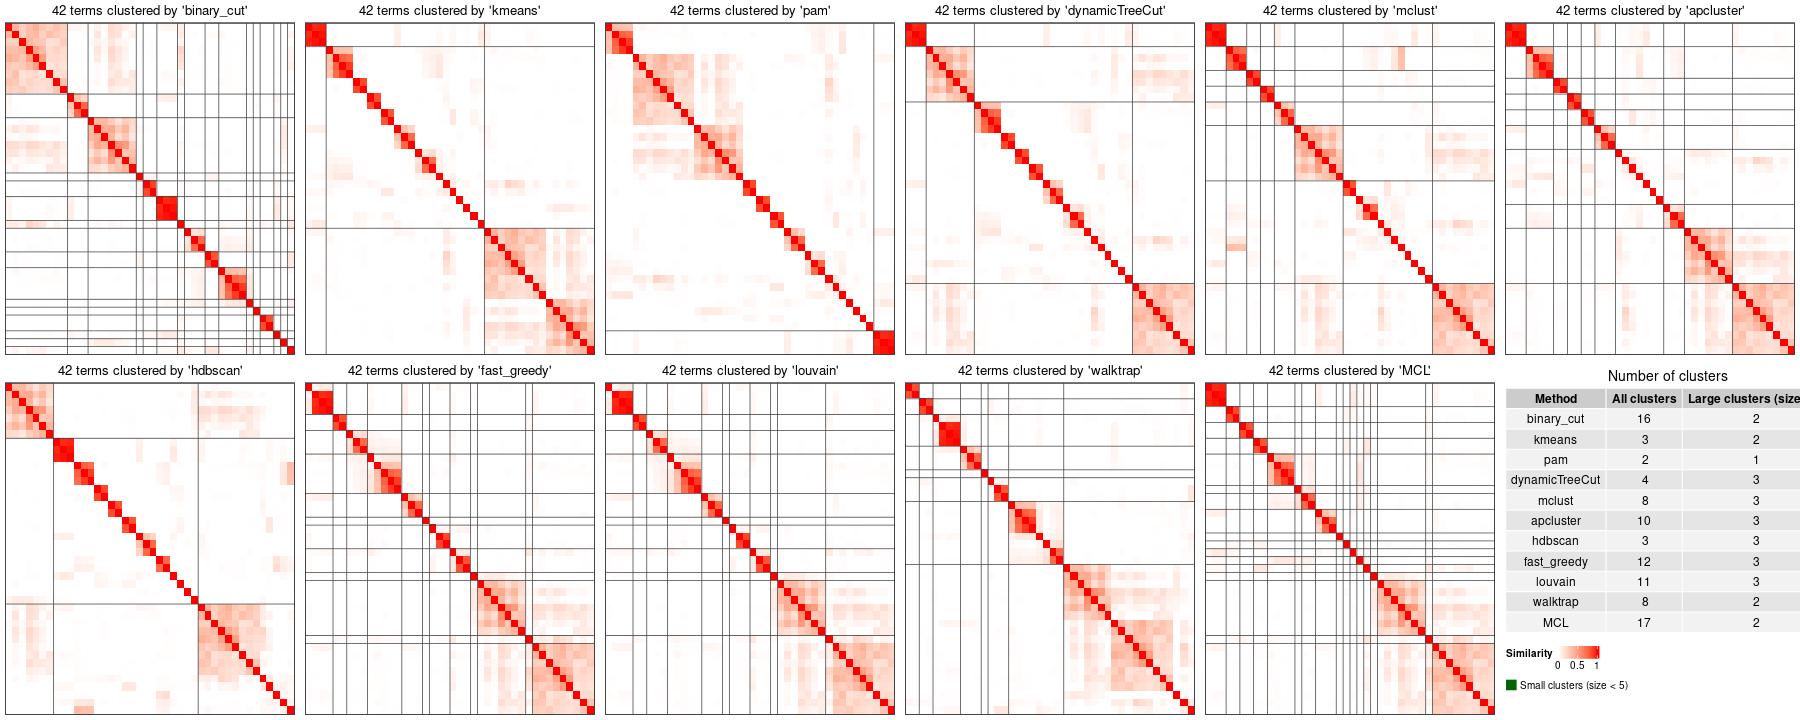 42 terms clustered by 'binary_cut'
42 terms clustered by 'kmeans'
42 terms clustered by 'pam'
42 terms clustered by 'dynamicTreeCut'
42 terms clustered by 'mclust'
42 terms clustered by 'apcluster'
42 terms clustered by 'hdbscan'
42 terms clustered by 'fast_greedy'
42 terms clustered by 'louvain'
42 terms clustered by 'walktrap'
42 terms clustered by 'MCL'
Number of clusters
Method All clusters Large clusters (size
binary_cut 16 2
kmeans 3 2
pam 2 1
dynamicTreeCut 4 3
mclust 8 3
apcluster 10 3
hdbscan 3 3
fast_greedy 12 3
louvain 11 3
walktrap 8 2
MCL 17 2
Similarity
0 0.5 1
Small clusters (size < 5)